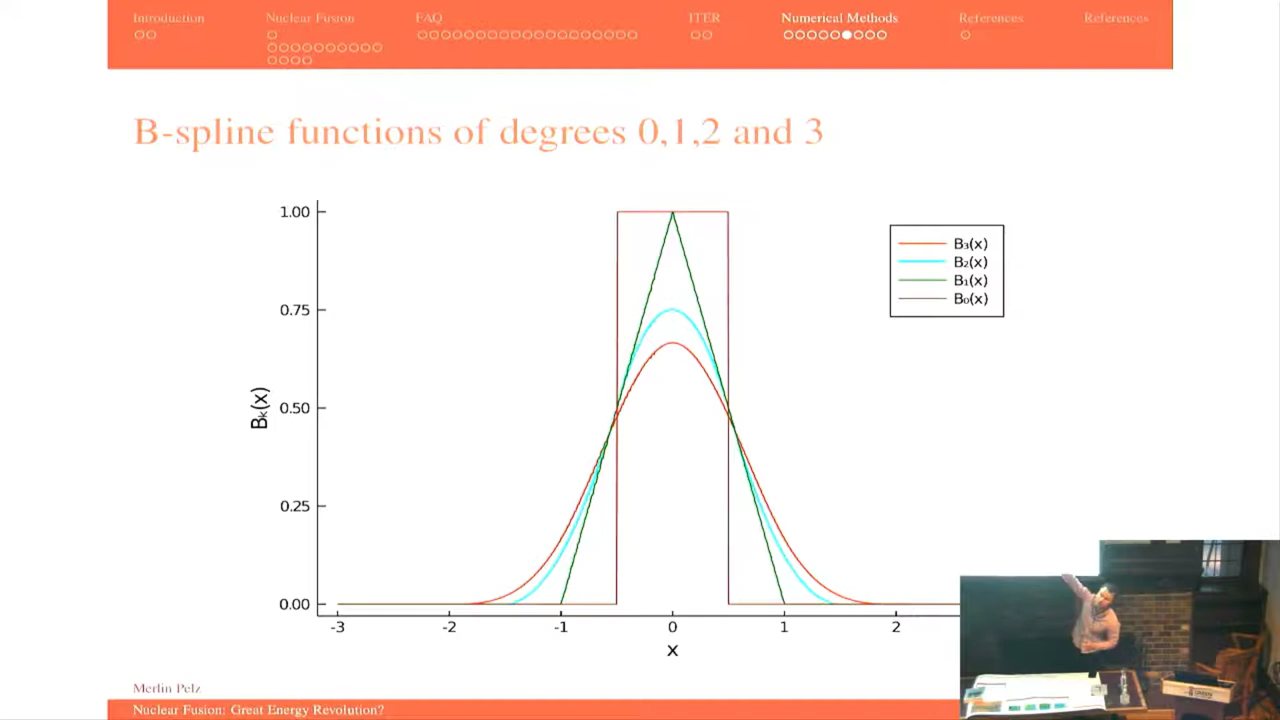 Introduction
Nuclear Fusion
FAQ
ITER
Numerical Methods
References
References
B-spline functions of degrees 0,1,2 and 3
1.00
0.75
0.50
0.25
0.00
Bₖ(x)
-3
-2
-1
0
1
2
x
B₃(x)
B₂(x)
B₁(x)
B₀(x)
Merlin Pelz
Nuclear Fusion: Great Energy Revolution?